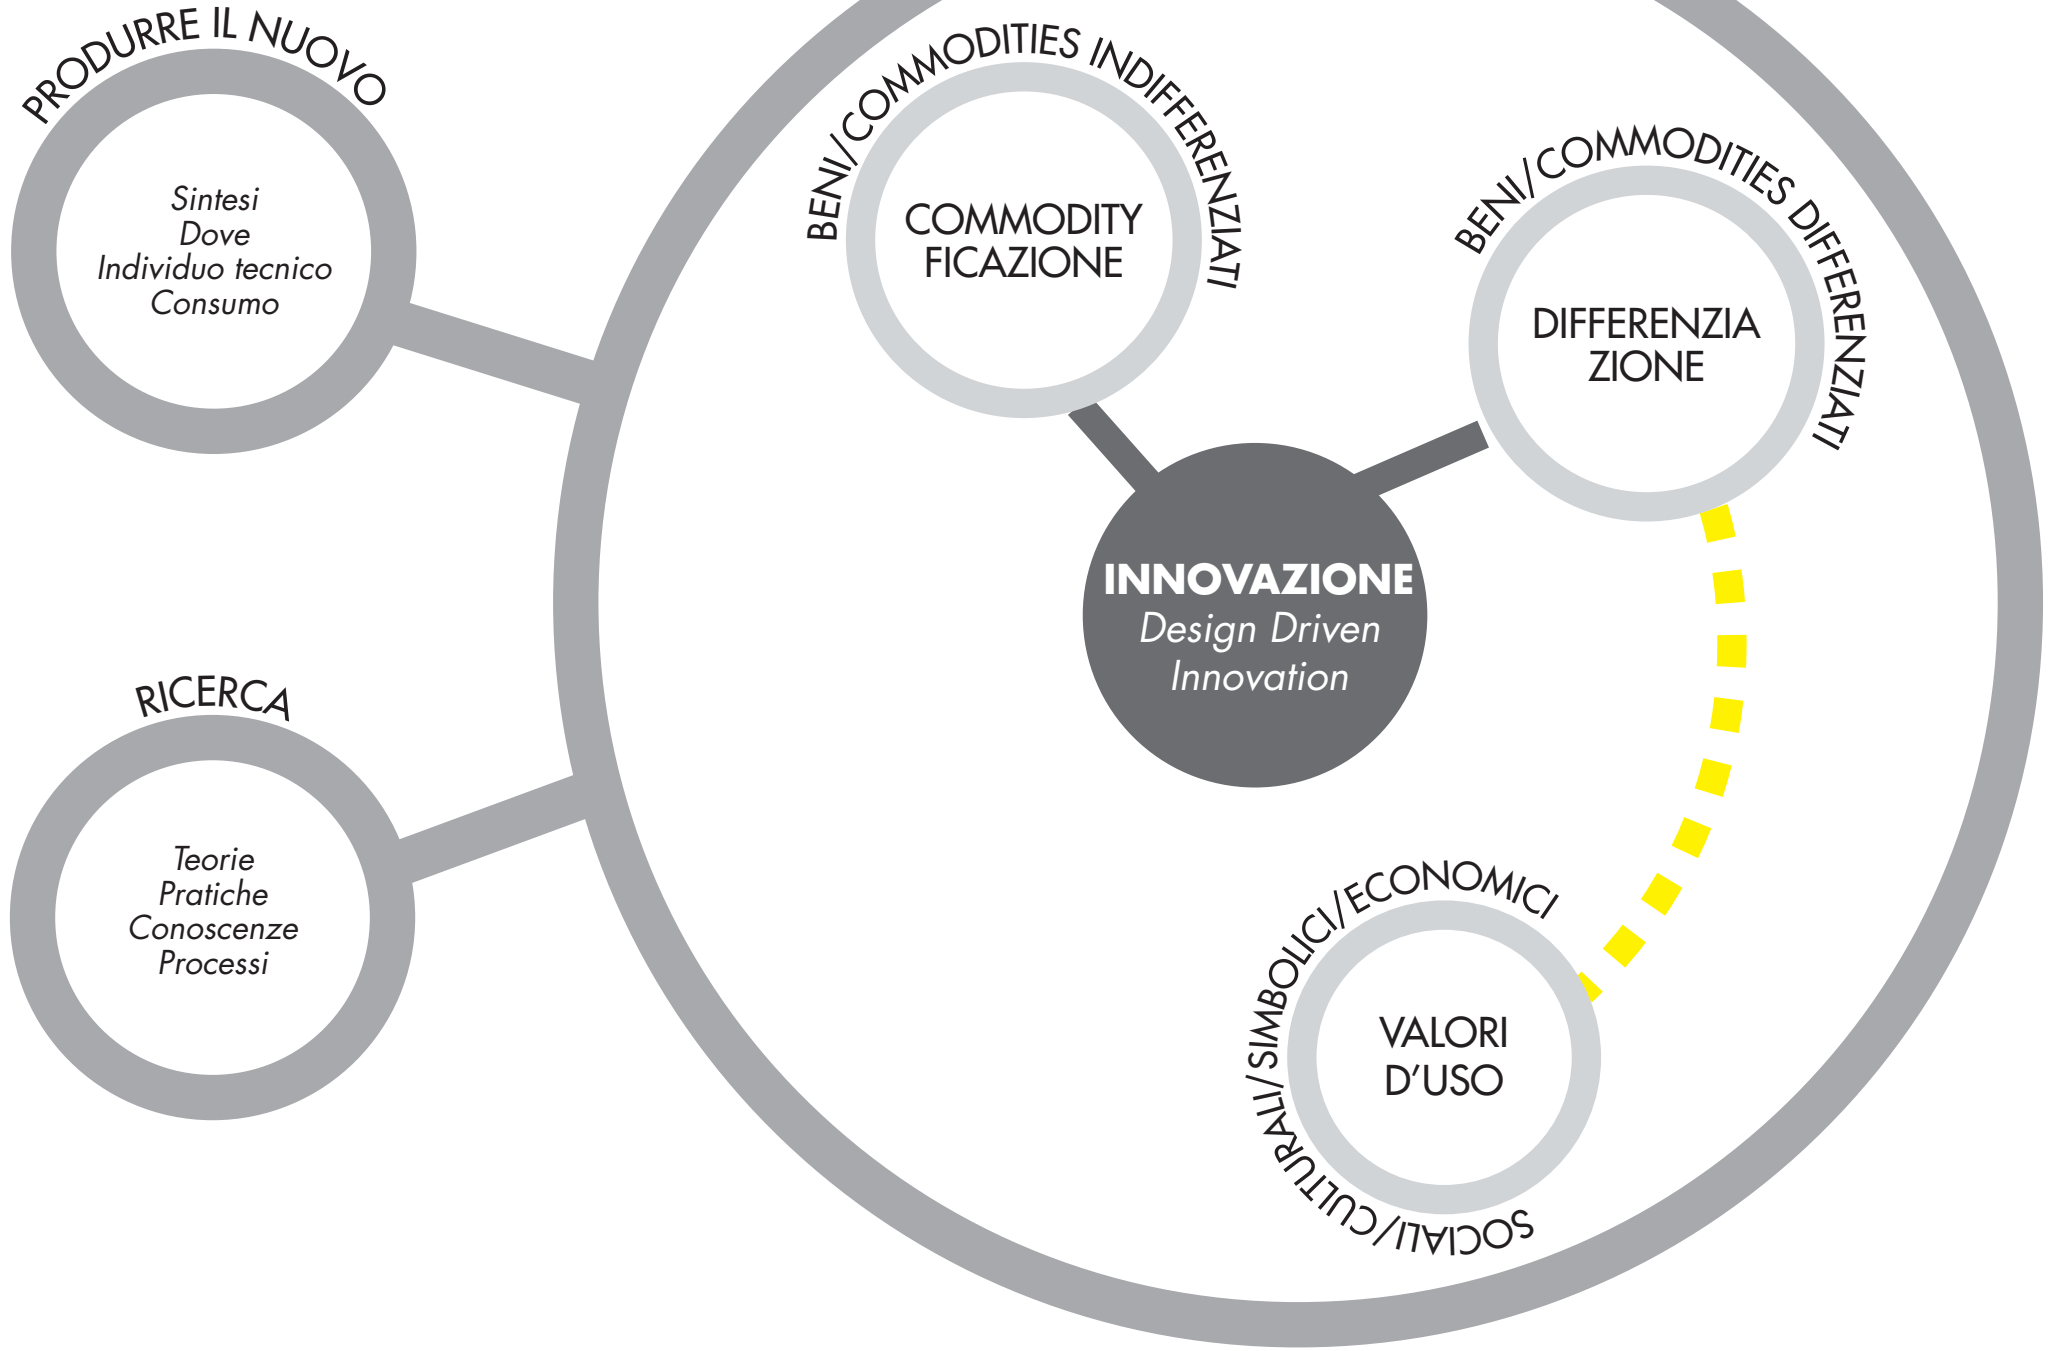 PRODURRE IL NUOVO
Sintesi
Dove
Individuo tecnico
Consumo
BENI/COMMODITIES INDIFFERENZIATI
COMMODITY
FICAZIONE
BENI/COMMODITIES DIFFERENZIATI
DIFFERENZIA
ZIONE
INNOVAZIONE
Design Driven
Innovation
RICERCA
Teorie
Pratiche
Conoscenze
Processi
SOCIALI/CULTURALI/SIMBOLICI/ECONOMICI
VALORI
D'USO